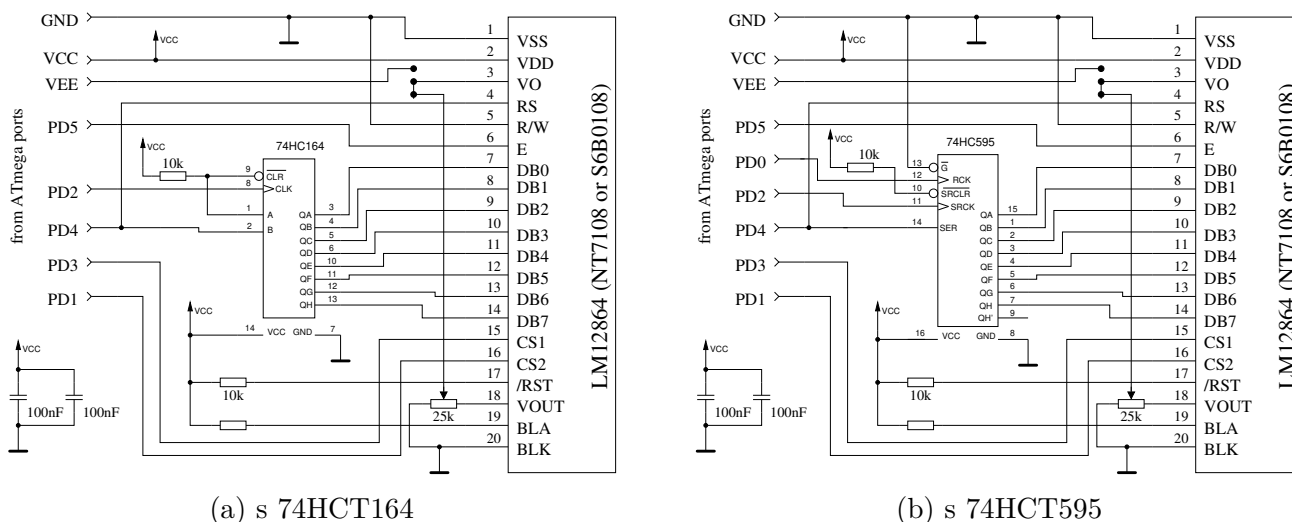 GND
VCC
VCC
VEE
from ATmega ports
PD5
VCC
10k
PD2
PD4
PD3
PD1
74HC164
9
CLR
8
CLK
1
A
2
B
QA
3
QB
4
QC
5
QD
6
QE
10
QF
11
QG
12
QH
13
14
VCC
GND
7
VCC
VCC
100nF
100nF
10k
25k
1
VSS
2
VDD
3
VO
4
RS
5
R/W
6
E
7
DB0
8
DB1
9
DB2
10
DB3
11
DB4
12
DB5
13
DB6
14
DB7
15
CS1
16
CS2
17
/RST
18
VOUT
19
BLA
20
BLK
LM12864 (NT7108 or S6B0108)
(a) s 74HCT164
GND
VCC
VCC
VEE
from ATmega ports
PD5
VCC
10k
PD0
PD2
PD4
PD3
PD1
74HC595
13
G
12
RCK
10
SRCLR
11
SRCK
14
SER
QA
15
QB
1
QC
2
QD
3
QE
4
QF
5
QG
6
QH
7
QH'
9
16
VCC
GND
8
VCC
VCC
100nF
100nF
10k
25k
1
VSS
2
VDD
3
VO
4
RS
5
R/W
6
E
7
DB0
8
DB1
9
DB2
10
DB3
11
DB4
12
DB5
13
DB6
14
DB7
15
CS1
16
CS2
17
/RST
18
VOUT
19
BLA
20
BLK
LM12864 (NT7108 or S6B0108)
(b) s 74HCT595